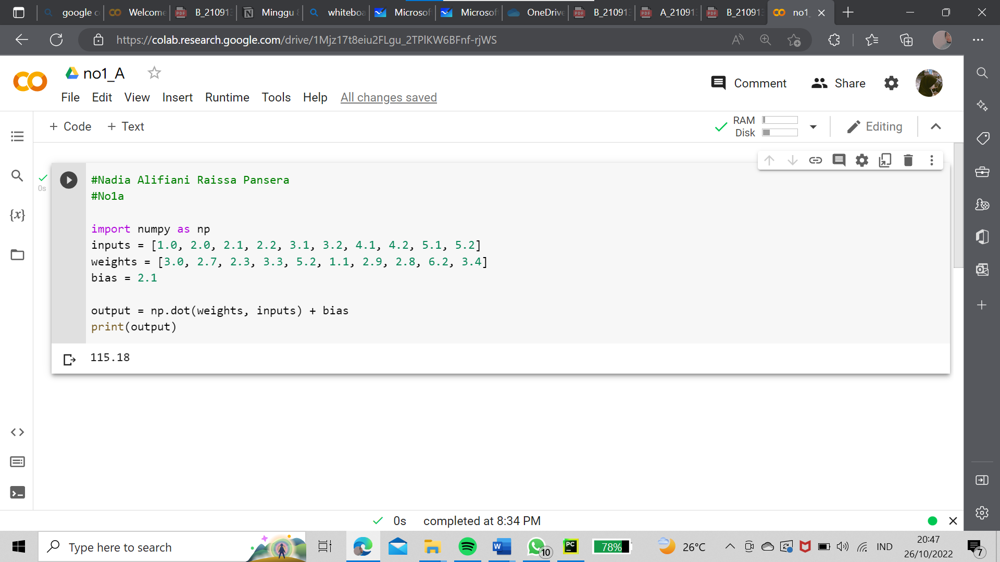 google c
Welcome
B_21091
Minggu
whiteboa
Microsof
Microsof
OneDrive
B_21091
A_21091
B_21091
no1_
https://colab.research.google.com/drive/1Mjz17t8eiu2FLgu_2TPlKW6BFnf-rjWS
no1_A
Comment
Share
File Edit View Insert Runtime Tools Help All changes saved
+ Code + Text
RAM
Disk
Editing
0s
#Nadia Alifiani Raissa Pansera
#No1a
import numpy as np
inputs = [1.0, 2.0, 2.1, 2.2, 3.1, 3.2, 4.1, 4.2, 5.1, 5.2]
weights = [3.0, 2.7, 2.3, 3.3, 5.2, 1.1, 2.9, 2.8, 6.2, 3.4]
bias = 2.1
output = np.dot(weights, inputs) + bias
print(output)
115.18
0s completed at 8:34 PM
Type here to search
10
PC
78%
26°C
IND
20:47
26/10/2022
7